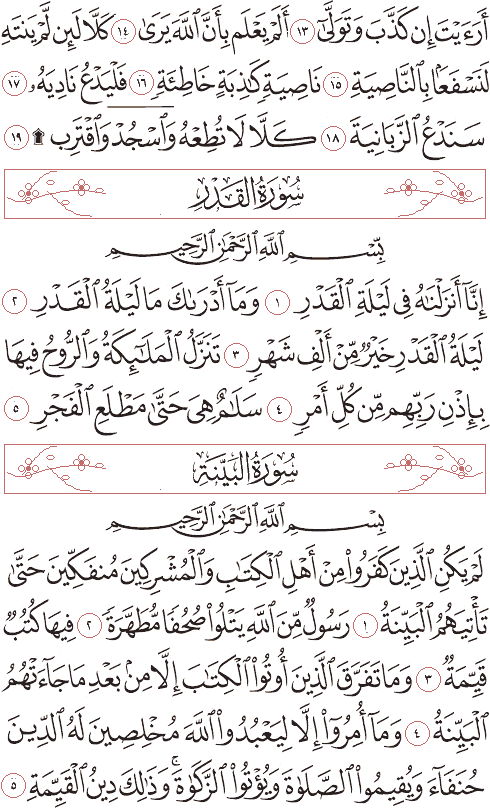 أَرَءَيْتَ إِن كَذَّبَ وَتَوَلَّىٰٓ ١٣ أَلَمْ يَعْلَم بِأَنَّ ٱللَّهَ يَرَىٰ ١٤ كَلَّا لَئِن لَّمْ يَنتَهِ
لَنَسْفَعًۢا بِٱلنَّاصِيَةِ ١٥ نَاصِيَةٍ كَٰذِبَةٍ خَاطِئَةٍ ١٦ فَلْيَدْعُ نَادِيَهُۥ ١٧
سَنَدْعُ ٱلزَّبَانِيَةَ ١٨ كَلَّا لَا تُطِعْهُ وَٱسْجُدْ وَٱقْتَرِب ۩ ١٩
سُورَةُ القَدْرِ
بِسْمِ ٱللَّهِ ٱلرَّحْمَٰنِ ٱلرَّحِيمِ
إِنَّآ أَنزَلْنَٰهُ فِى لَيْلَةِ ٱلْقَدْرِ ١ وَمَآ أَدْرَىٰكَ مَا لَيْلَةُ ٱلْقَدْرِ ٢
لَيْلَةُ ٱلْقَدْرِ خَيْرٌ مِّنْ أَلْفِ شَهْرٍ ٣ تَنَزَّلُ ٱلْمَلَٰٓئِكَةُ وَٱلرُّوحُ فِيهَا
بِإِذْنِ رَبِّهِم مِّن كُلِّ أَمْرٍ ٤ سَلَٰمٌ هِىَ حَتَّىٰ مَطْلَعِ ٱلْفَجْرِ ٥
سُورَةُ البَيِّنَةِ
بِسْمِ ٱللَّهِ ٱلرَّحْمَٰنِ ٱلرَّحِيمِ
لَمْ يَكُنِ ٱلَّذِينَ كَفَرُوا۟ مِنْ أَهْلِ ٱلْكِتَٰبِ وَٱلْمُشْرِكِينَ مُنفَكِّينَ حَتَّىٰ
تَأْتِيَهُمُ ٱلْبَيِّنَةُ ١ رَسُولٌ مِّنَ ٱللَّهِ يَتْلُوا۟ صُحُفًا مُّطَهَّرَةً ٢ فِيهَا كُتُبٌ
قَيِّمَةٌ ٣ وَمَا تَفَرَّقَ ٱلَّذِينَ أُوتُوا۟ ٱلْكِتَٰبَ إِلَّا مِنۢ بَعْدِ مَا جَآءَتْهُمُ
ٱلْبَيِّنَةُ ٤ وَمَآ أُمِرُوٓا۟ إِلَّا لِيَعْبُدُوا۟ ٱللَّهَ مُخْلِصِينَ لَهُ ٱلدِّينَ
حُنَفَآءَ وَيُقِيمُوا۟ ٱلصَّلَوٰةَ وَيُؤْتُوا۟ ٱلزَّكَوٰةَ ۚ وَذَٰلِكَ دِينُ ٱلْقَيِّمَةِ ٥